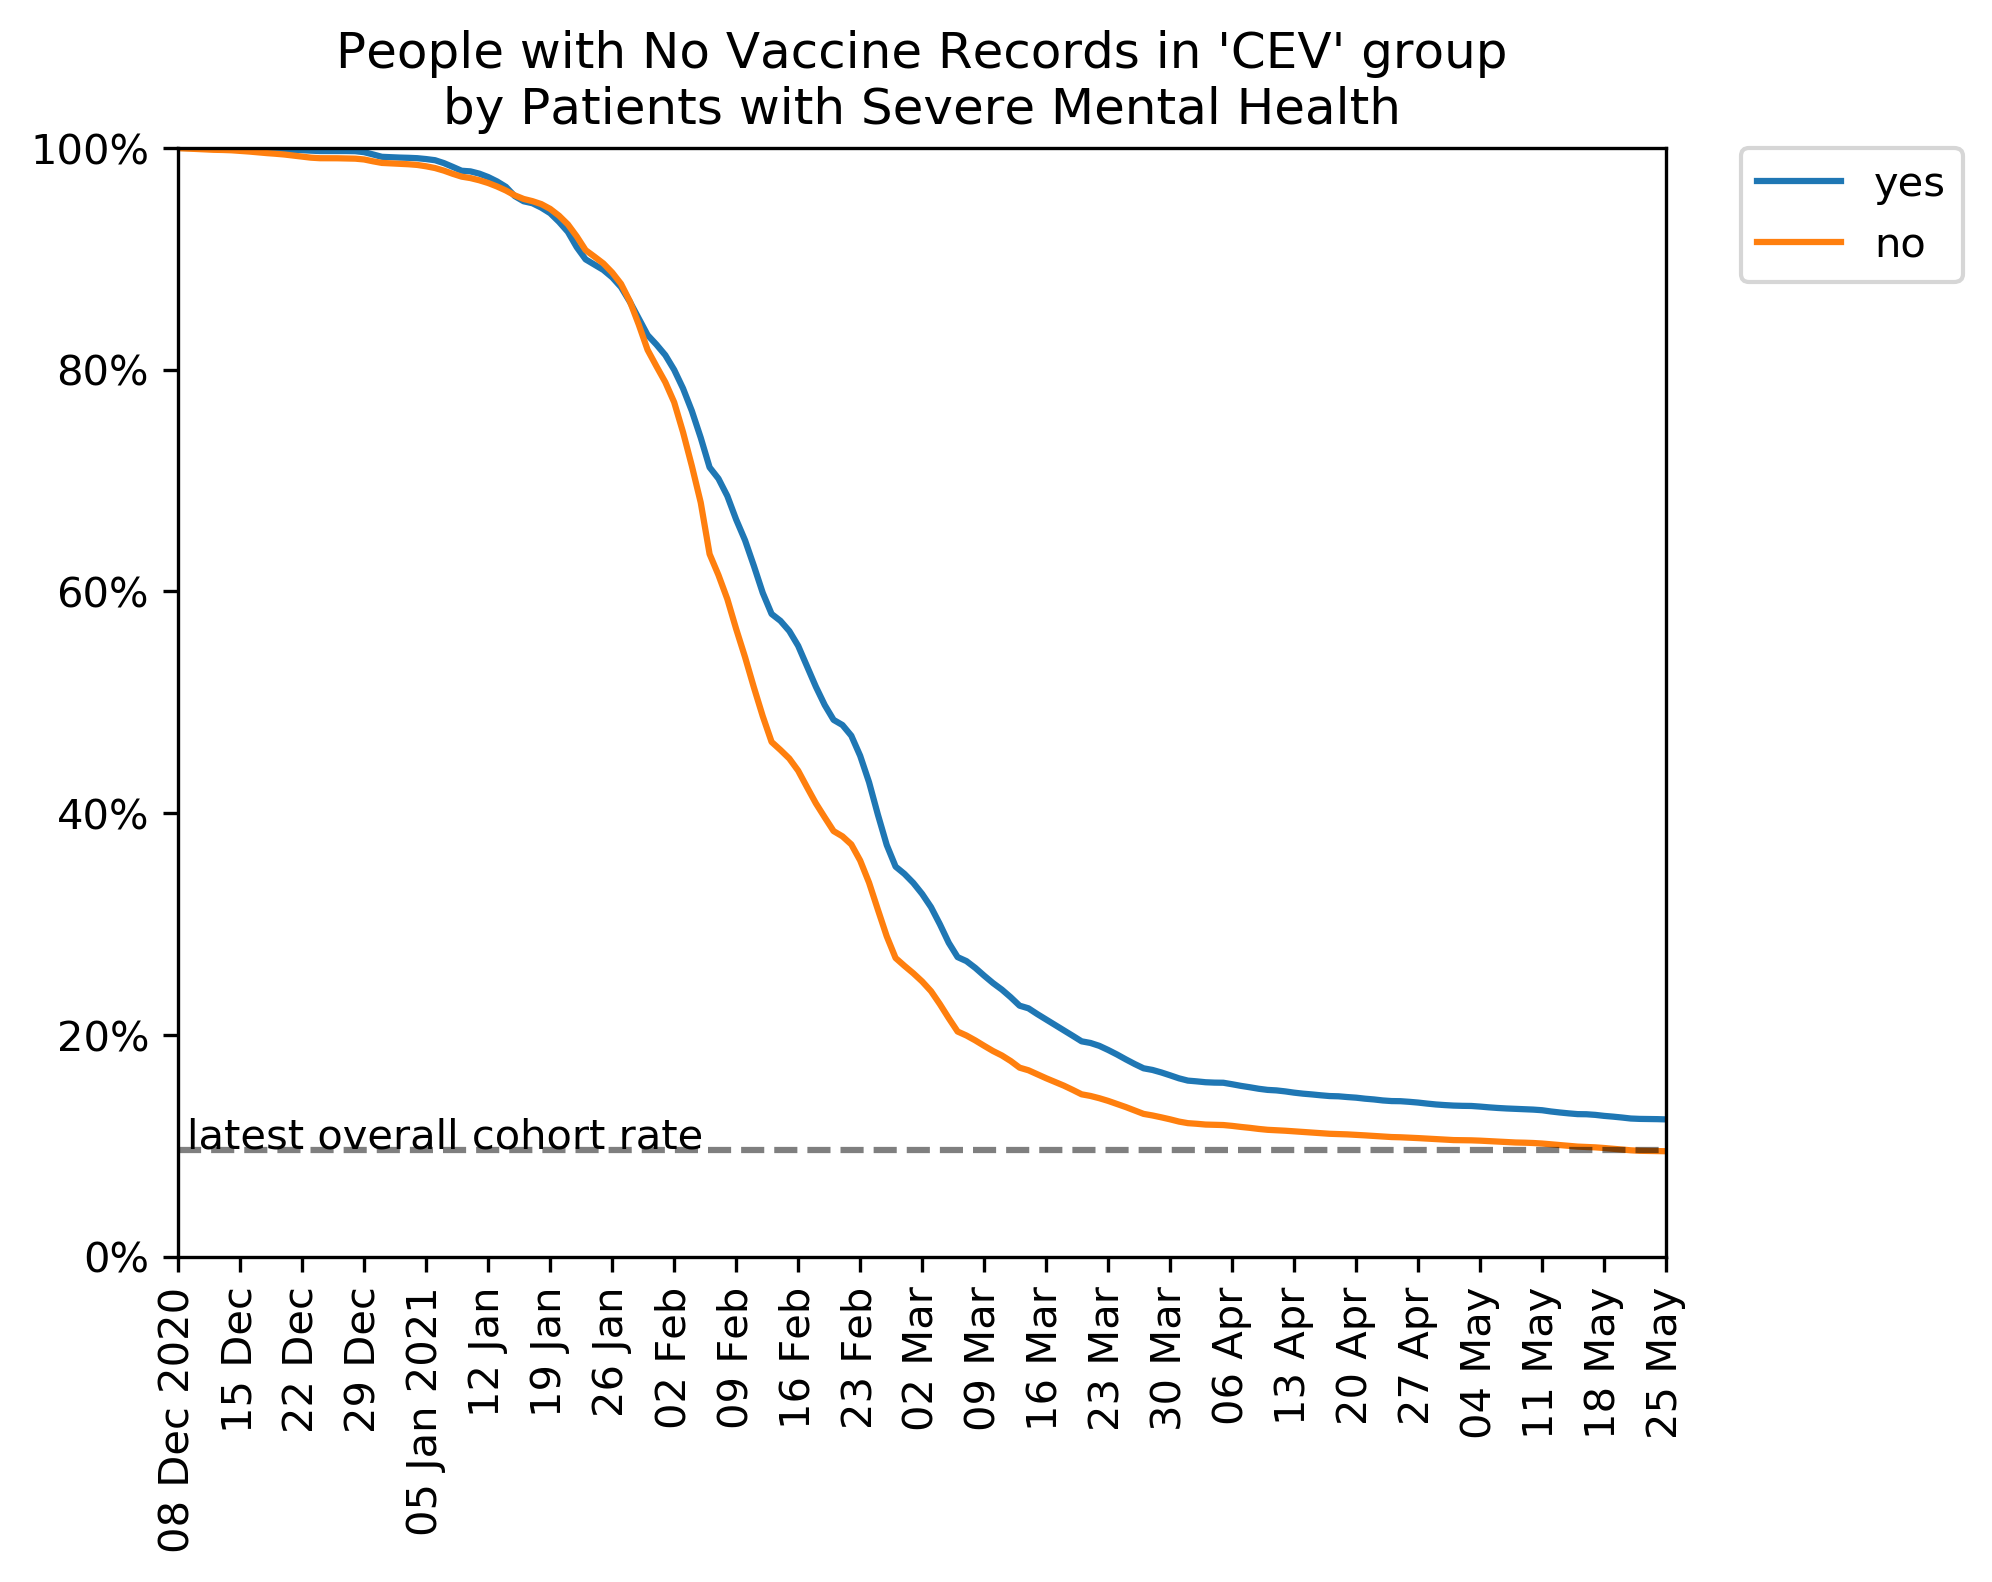 People with No Vaccine Records in 'CEV' group
by Patients with Severe Mental Health
100%
80%
60%
40%
20%
0%
latest overall cohort rate
08 Dec 2020
15 Dec
22 Dec
29 Dec
05 Jan 2021
12 Jan
19 Jan
26 Jan
02 Feb
09 Feb
16 Feb
23 Feb
02 Mar
09 Mar
16 Mar
23 Mar
30 Mar
06 Apr
13 Apr
20 Apr
27 Apr
04 May
11 May
18 May
25 May
yes
no